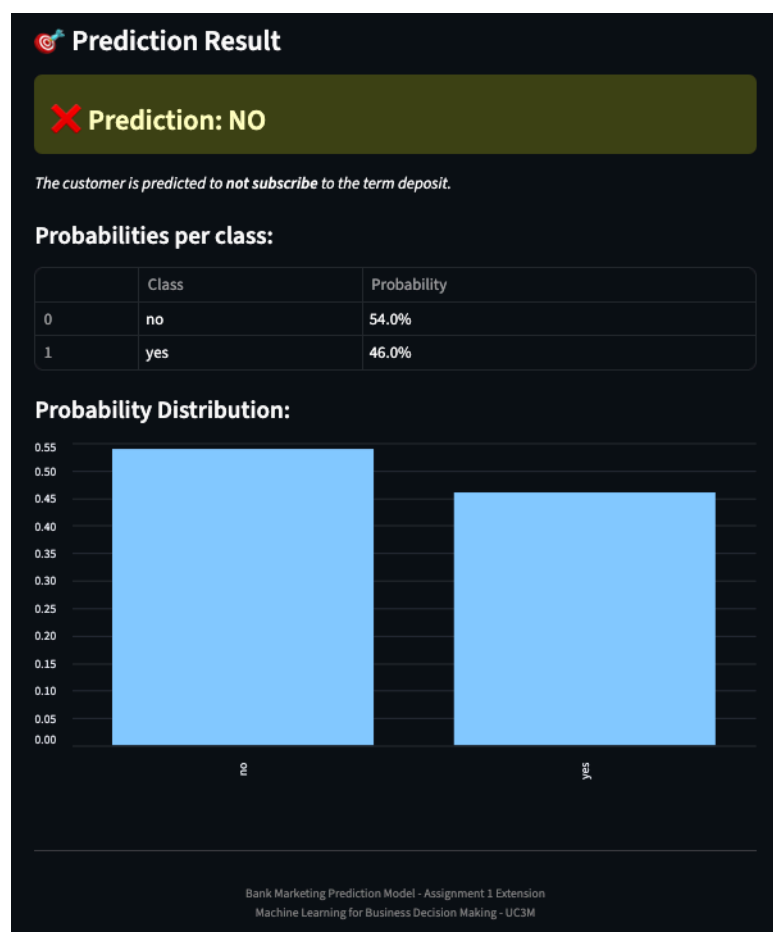 🎯 Prediction Result
❌ Prediction: NO
The customer is predicted to not subscribe to the term deposit.
Probabilities per class:
Class Probability
0 no 54.0%
1 yes 46.0%
Probability Distribution:
0.55
0.50
0.45
0.40
0.35
0.30
0.25
0.20
0.15
0.10
0.05
0.00
no yes
Bank Marketing Prediction Model - Assignment 1 Extension
Machine Learning for Business Decision Making - UC3M